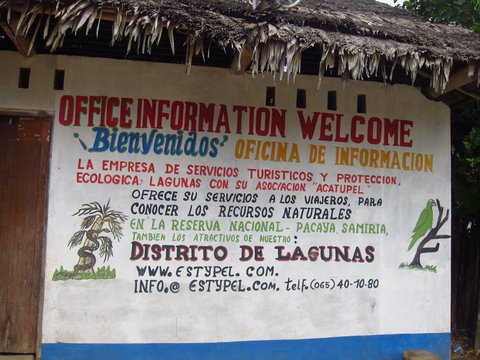 OFFICE INFORMATION WELCOME
¡Bienvenidos OFICINA DE INFORMACION
LA EMPRESA DE SERVICIOS TURISTICOS Y PROTECCION,
ECOLOGICA: LAGUNAS CON SU ASOCIACION "ACATUPEL"
OFRECE SU SERVICIOS A LOS VIAJEROS, PARA
CONOCER LOS RECURSOS NATURALES
EN LA RESERVA NACIONAL - PACAYA, SAMIRIA,
TAMBIEN LOS ATRACTIVOS DE NUESTRO:
DISTRITO DE LAGUNAS
WWW.ESTYPEL.COM.
INFO.@ ESTYPEL.COM. telf.(065) 40-10-80